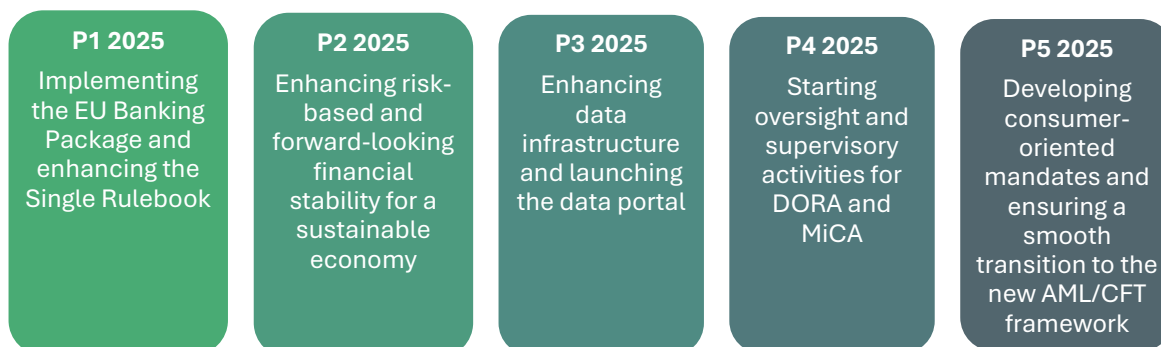 P1 2025
Implementing
the EU Banking
Package and
enhancing the
Single Rulebook
P2 2025
Enhancing risk-
based and
forward-looking
financial
stability for a
sustainable
economy
P3 2025
Enhancing
data
infrastructure
and launching
the data portal
P4 2025
Starting
oversight and
supervisory
activities for
DORA and
MiCA
P5 2025
Developing
consumer-
oriented
mandates and
ensuring a
smooth
transition to the
new AML/CFT
framework